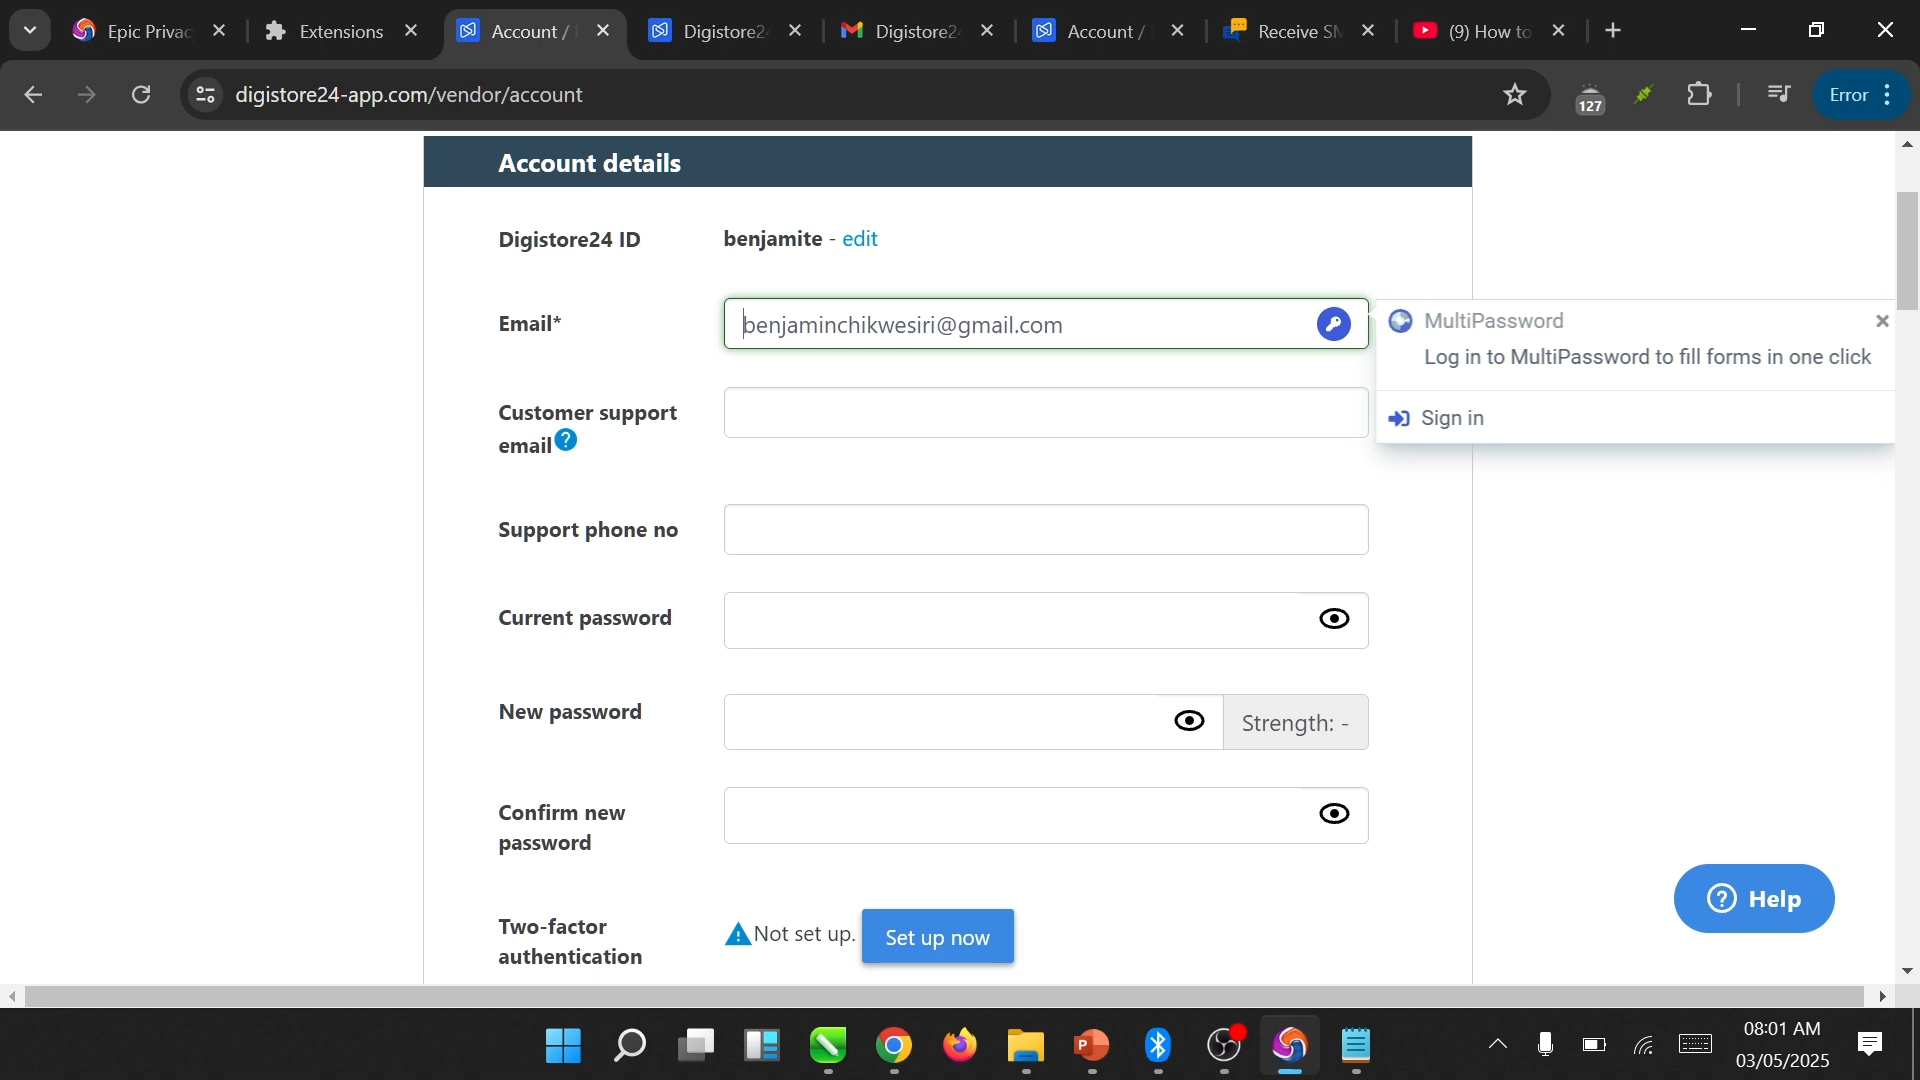 Epic Privac
Extensions
Account /
Digistore2
Digistore2
Account /
Receive SM
(9) How to
digistore24-app.com/vendor/account
127
Error
Account details
Digistore24 ID
benjamite - edit
Email*
benjaminchikwesiri@gmail.com
MultiPassword
Log in to MultiPassword to fill forms in one click
Sign in
Customer support
email
Support phone no
Current password
New password
Strength: -
Confirm new
password
Help
Two-factor
authentication
Not set up.
Set up now
08:01 AM
03/05/2025